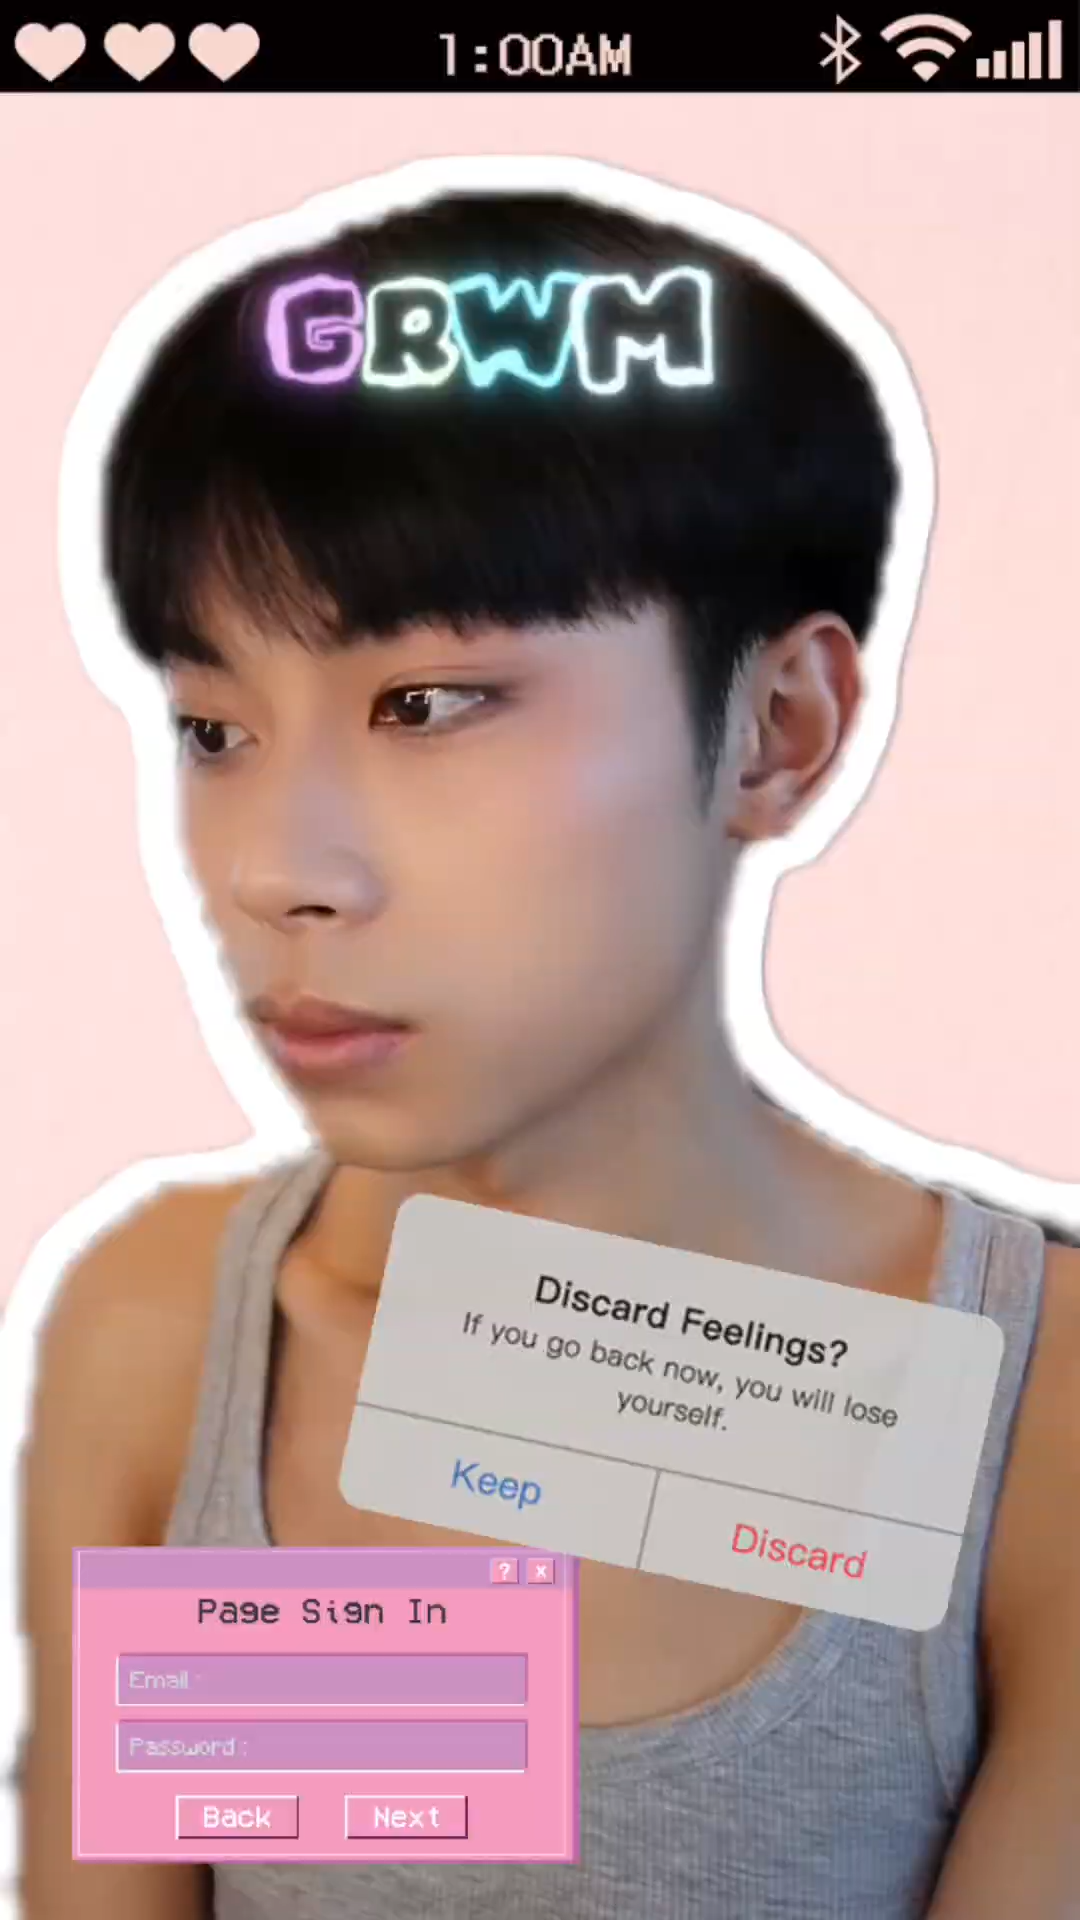 1:00AM
GRWM
Discard Feelings?
If you go back now, you will lose
yourself.
Keep
Discard
? x
Page Sign In
Email :
Password :
Back
Next